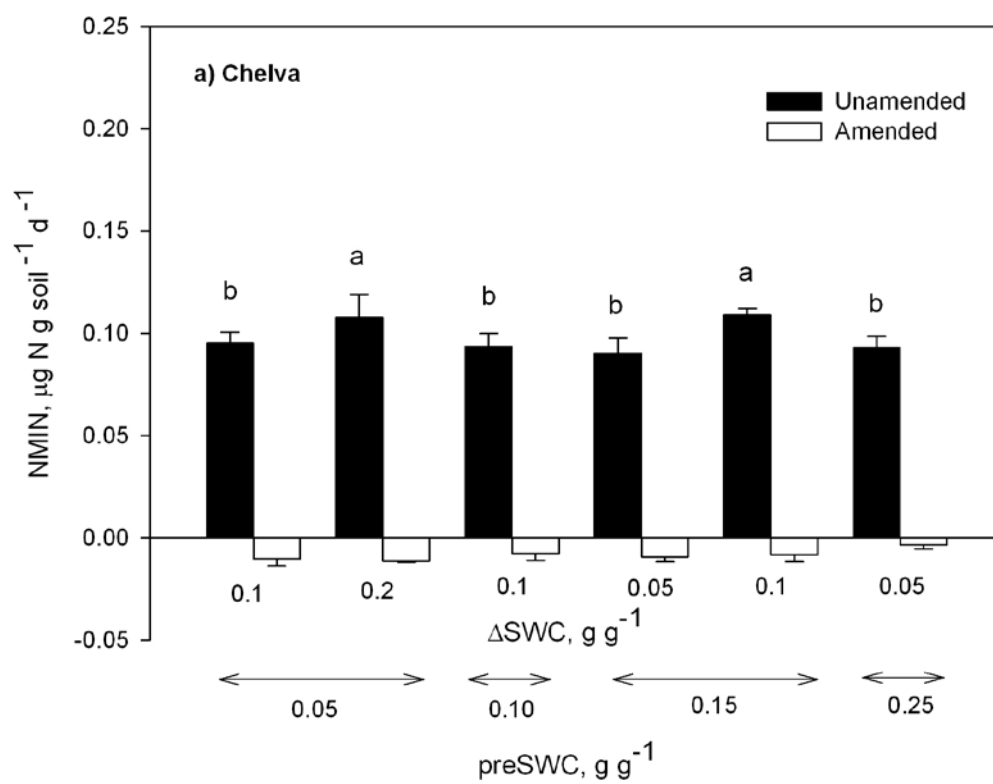 0.25
a) Chelva
Unamended
Amended
0.20
0.15
0.10
0.05
0.00
-0.05
NMIN, µg N g soil⁻¹ d⁻¹
b a b b a b
0.1 0.2 0.1 0.05 0.1 0.05
ΔSWC, g g⁻¹
0.05 0.10 0.15 0.25
preSWC, g g⁻¹